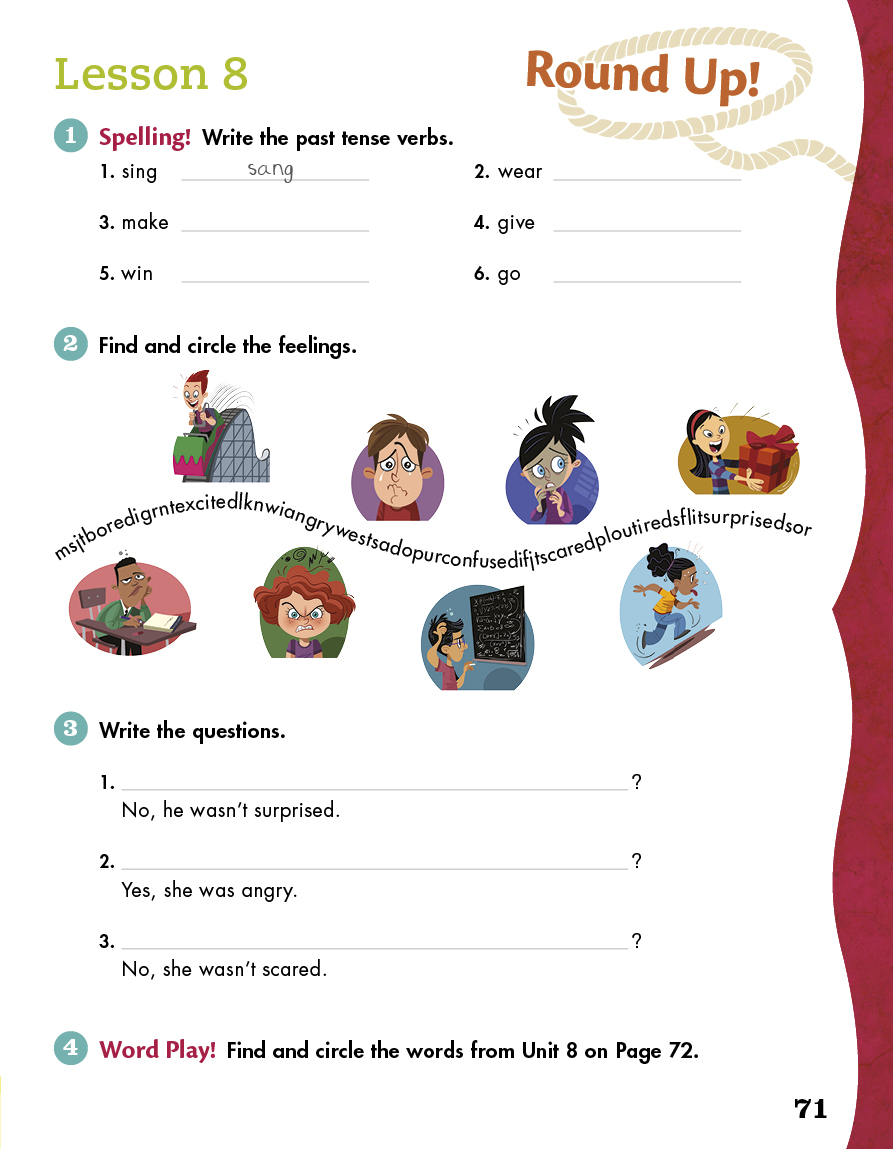 Lesson 8
Round Up!
1 Spelling! Write the past tense verbs.
1. sing sang 2. wear
3. make 4. give
5. win 6. go
2 Find and circle the feelings.
msjtboredigrntexcitedlknwiangrywestsadopurconfusedifjtscaredploutiredsflitsurprisedsor
3 Write the questions.
1. ?
No, he wasn't surprised.
2. ?
Yes, she was angry.
3. ?
No, she wasn't scared.
4 Word Play! Find and circle the words from Unit 8 on Page 72.
71